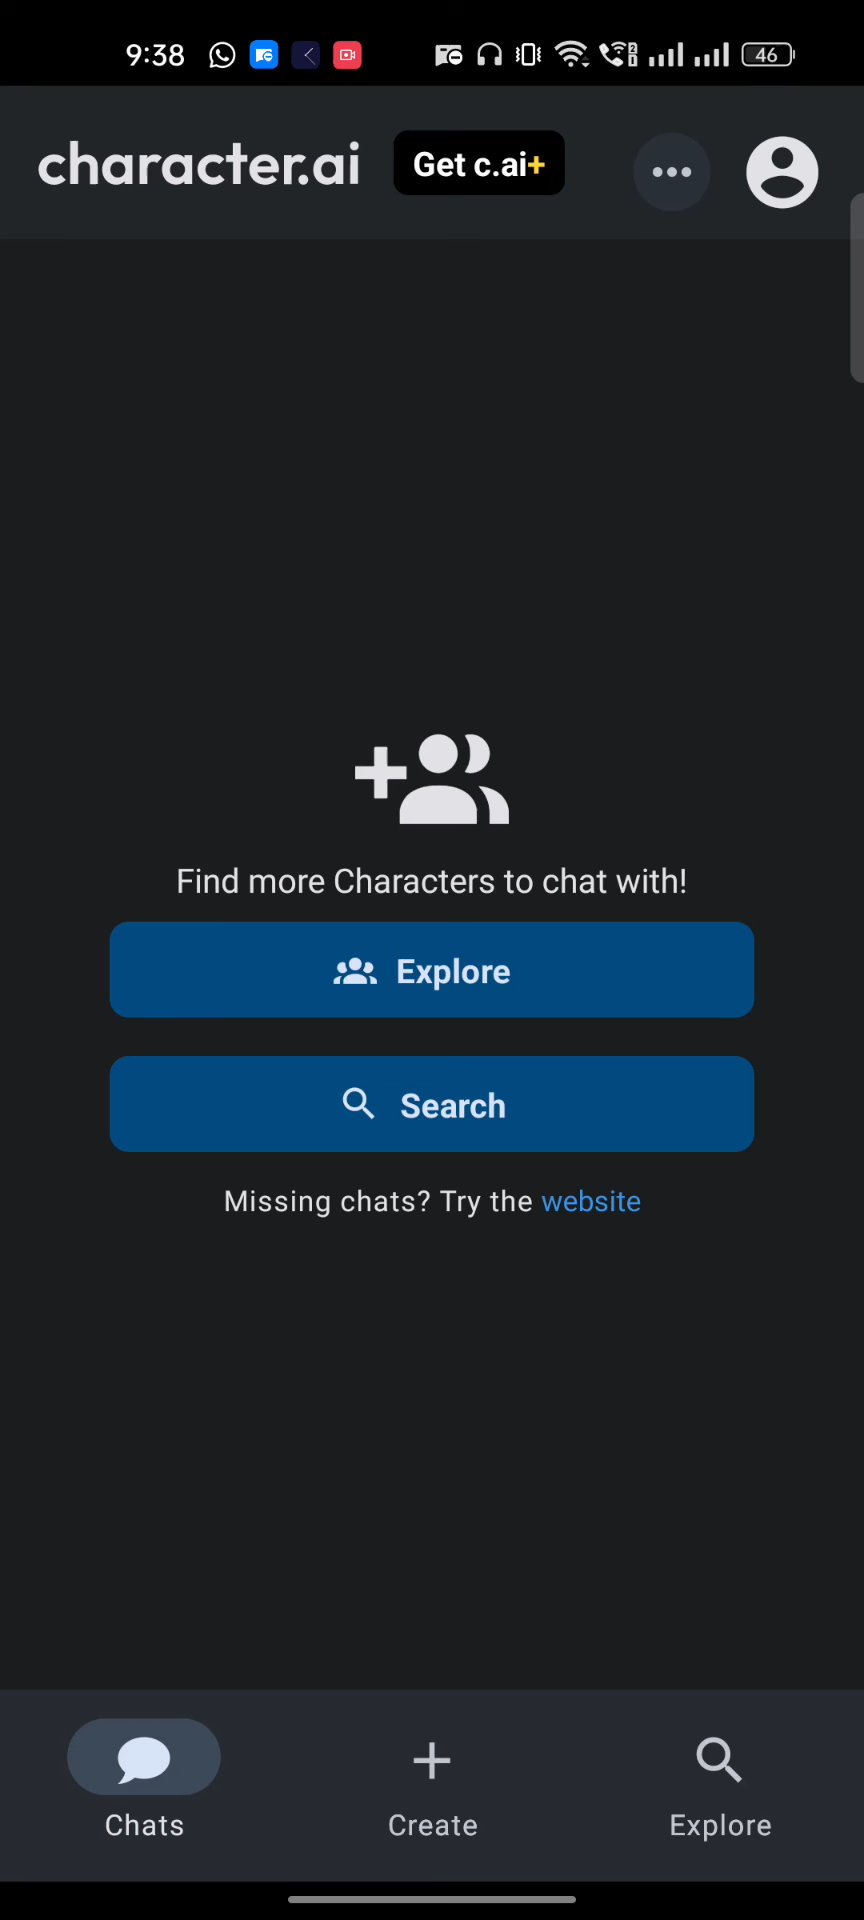 9:38
46
character.ai
Get c.ai+
Find more Characters to chat with!
Explore
Search
Missing chats? Try the website
Chats
Create
Explore